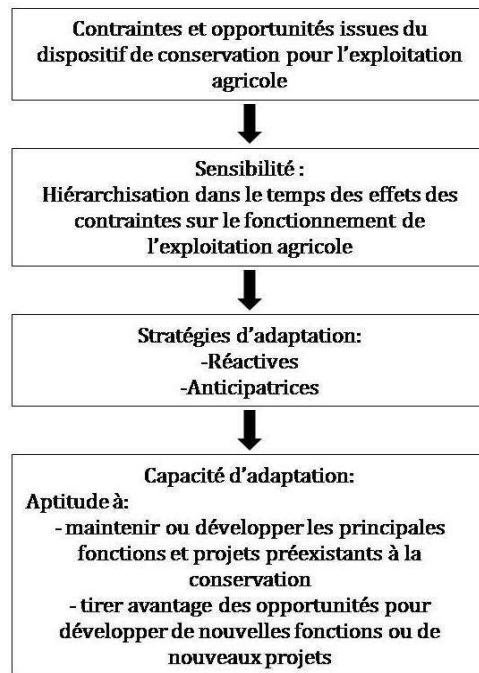 Contraintes et opportunités issues du
dispositif de conservation pour l'exploitation
agricole
Sensibilité :
Hiérarchisation dans le temps des effets des
contraintes sur le fonctionnement de
l'exploitation agricole
Stratégies d'adaptation:
-Réactives
-Anticipatrices
Capacité d'adaptation:
Aptitude à:
- maintenir ou développer les principales
fonctions et projets préexistants à la
conservation
- tirer avantage des opportunités pour
développer de nouvelles fonctions ou de
nouveaux projets